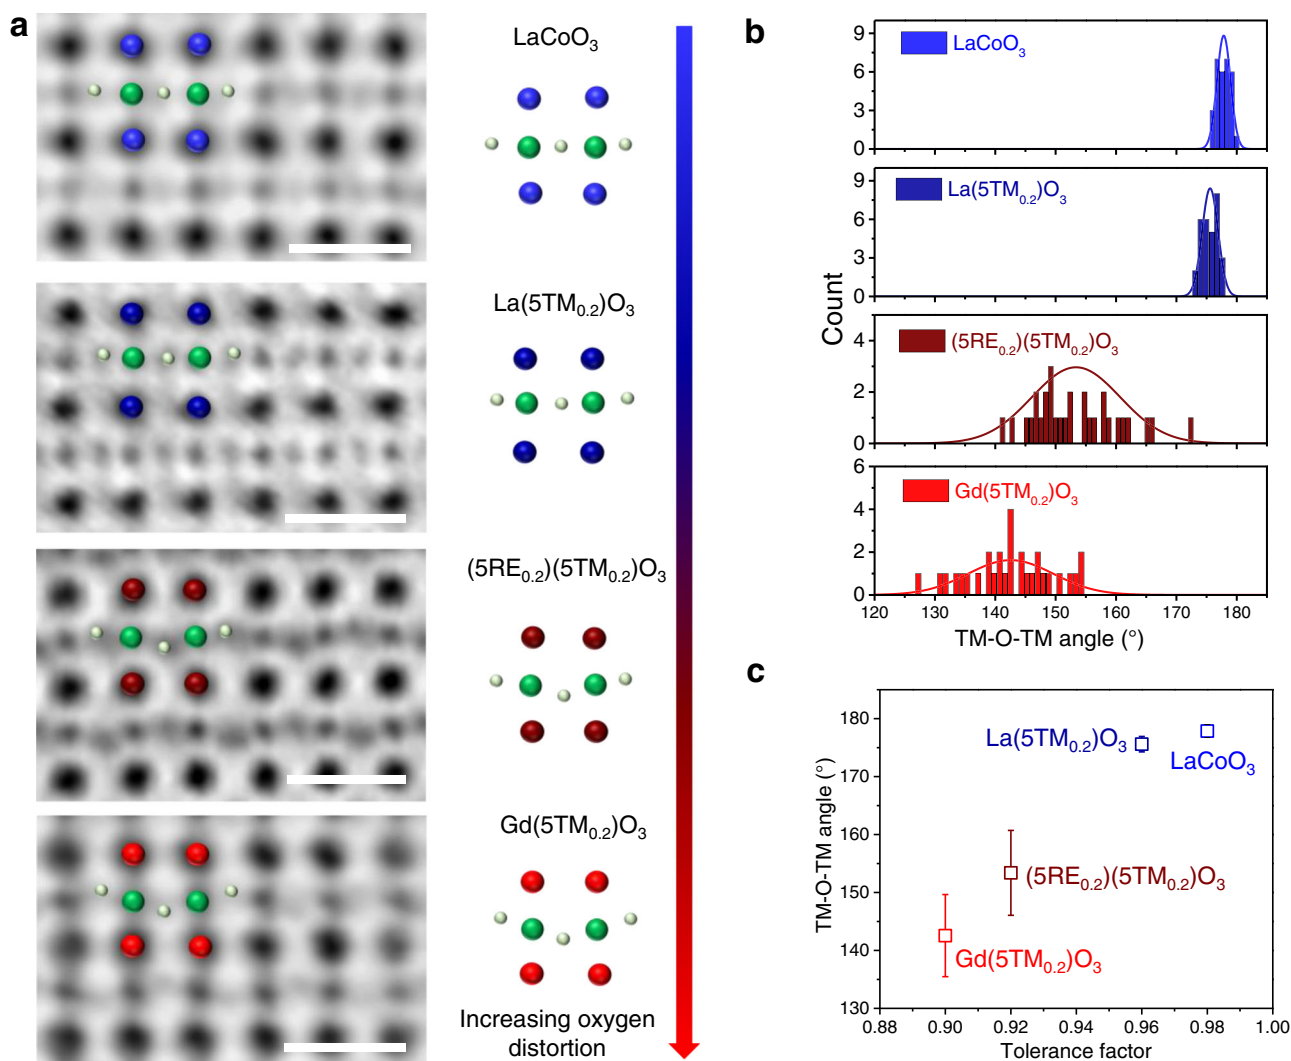 a
LaCoO₃
La(5TM₀.₂)O₃
(5RE₀.₂)(5TM₀.₂)O₃
Gd(5TM₀.₂)O₃
Increasing oxygen
distortion
b
9
6
3
0
LaCoO₃
9
6
3
0
La(5TM₀.₂)O₃
4
2
0
(5RE₀.₂)(5TM₀.₂)O₃
6
4
2
0
Gd(5TM₀.₂)O₃
Count
120 130 140 150 160 170 180
TM-O-TM angle (°)
c
180
170
160
150
140
130
TM-O-TM angle (°)
La(5TM₀.₂)O₃
LaCoO₃
(5RE₀.₂)(5TM₀.₂)O₃
Gd(5TM₀.₂)O₃
0.88 0.90 0.92 0.94 0.96 0.98 1.00
Tolerance factor